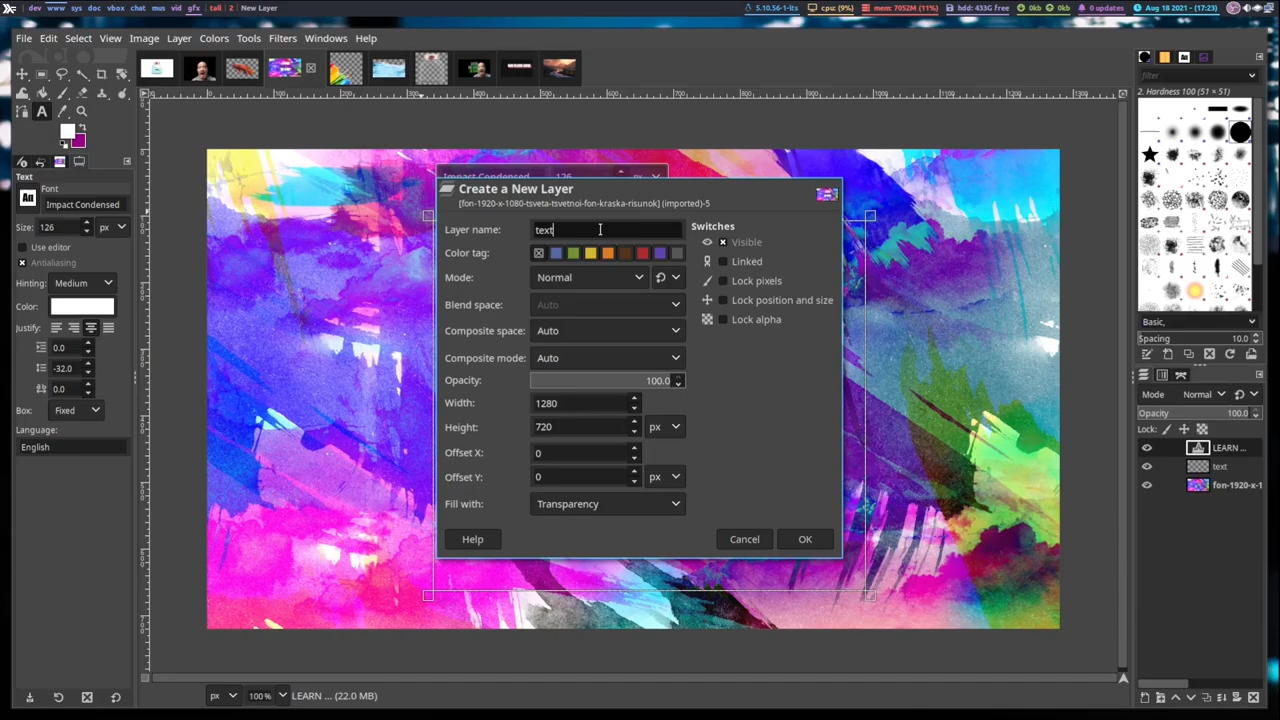 dev www sys doc vbox chat mus vid gfx | tall | 2 | New Layer
5.10.56-1-lts cpu: (9%) mem: 7052M (11%) hdd: 433G free 0kb 0kb 0 updates Aug 18 2021 - (17:23)
File Edit Select View Image Layer Colors Tools Filters Windows Help
filter
2. Hardness 100 (51 × 51)
Impact Condensed 126 px
Create a New Layer
[fon-1920-x-1080-tsveta-tsvetnoi-fon-kraska-risunok] (imported)-5
Layer name: text
Color tag:
Mode: Normal
Blend space: Auto
Composite space: Auto
Composite mode: Auto
Opacity: 100.0
Width: 1280
Height: 720 px
Offset X: 0
Offset Y: 0 px
Fill with: Transparency
Help Cancel OK
Switches
Visible
Linked
Lock pixels
Lock position and size
Lock alpha
Text
Font
Aa Impact Condensed
Size: 126 px
Use editor
Antialiasing
Hinting: Medium
Color:
Justify:
0.0
-32.0
0.0
Box: Fixed
Language:
English
Basic,
Spacing 10.0
Mode Normal
Opacity 100.0
Lock:
LEARN ...
text
fon-1920-x-1
px 100% LEARN ... (22.0 MB)